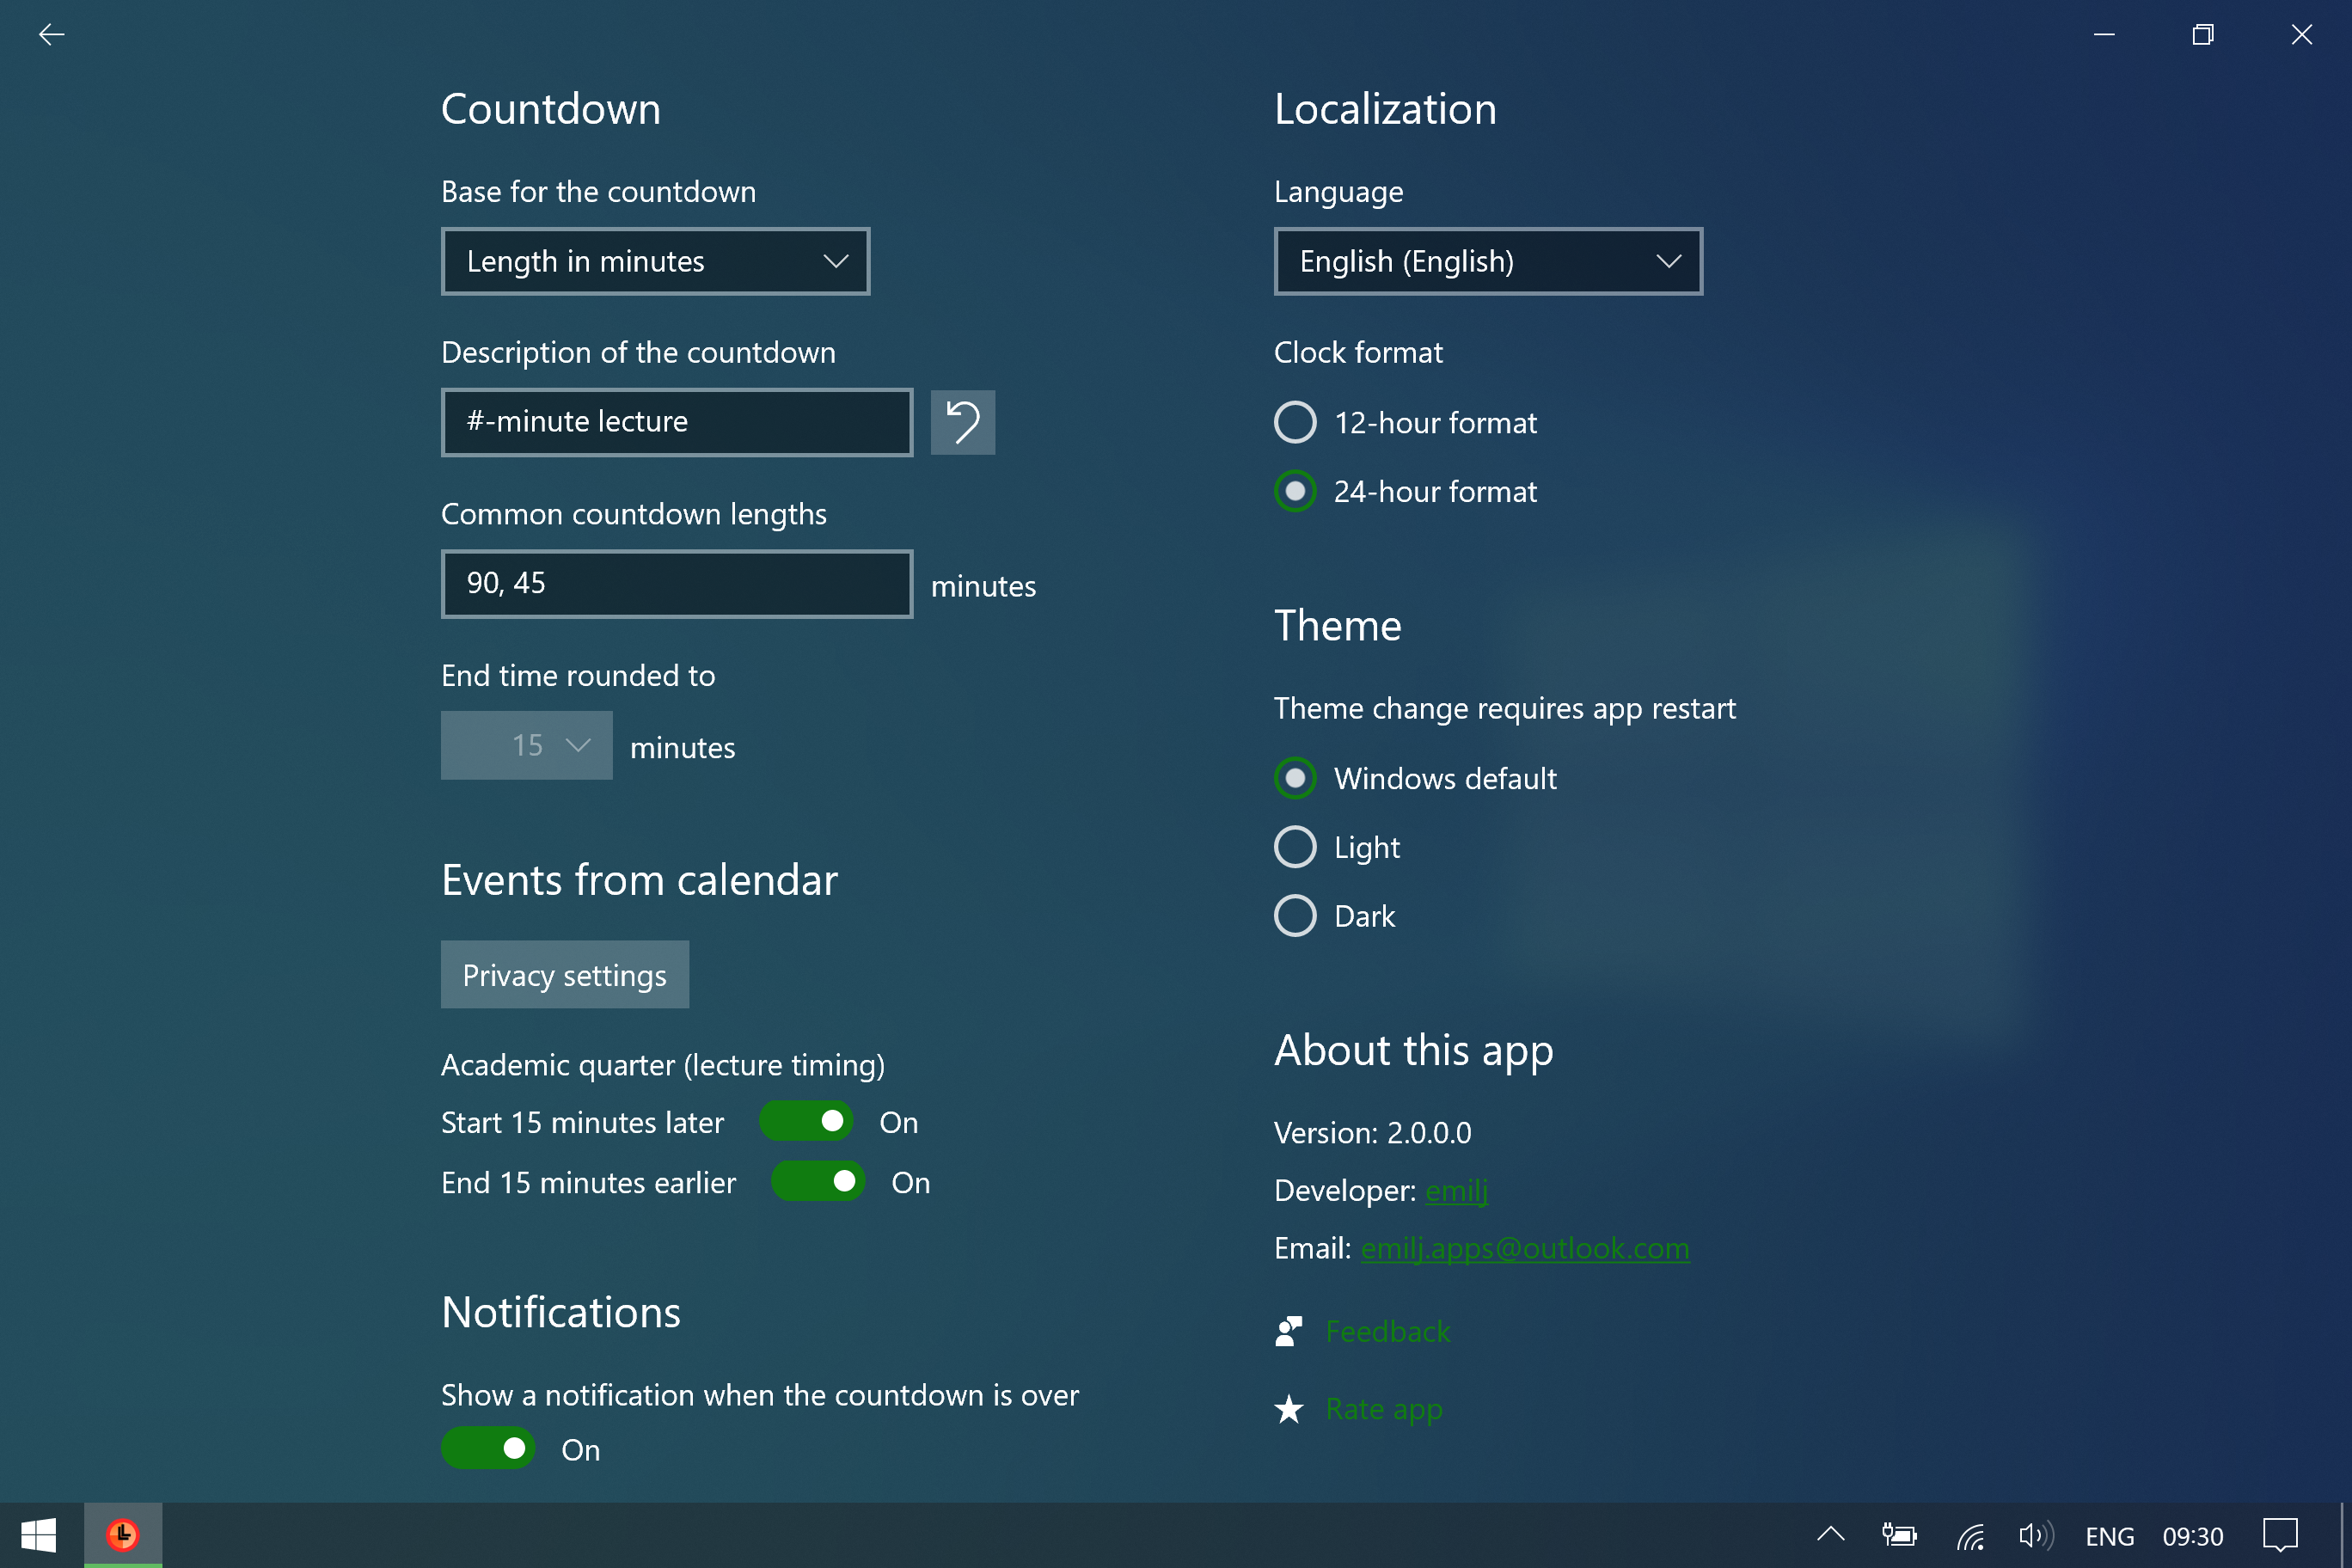 Countdown
Base for the countdown
Length in minutes
Description of the countdown
#-minute lecture
Common countdown lengths
90, 45
minutes
End time rounded to
15
minutes
Events from calendar
Privacy settings
Academic quarter (lecture timing)
Start 15 minutes later On
End 15 minutes earlier On
Notifications
Show a notification when the countdown is over
On
Localization
Language
English (English)
Clock format
12-hour format
24-hour format
Theme
Theme change requires app restart
Windows default
Light
Dark
About this app
Version: 2.0.0.0
Developer: emilj
Email: emilj.apps@outlook.com
Feedback
Rate app
ENG 09:30